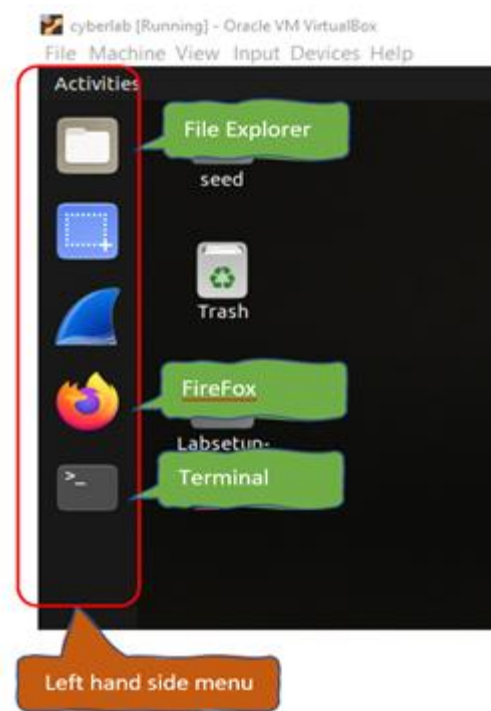 cyberlab [Running] - Oracle VM VirtualBox
File Machine View Input Devices Help
Activities
File Explorer
seed
Trash
FireFox
Labsetup-
Terminal
>_
Left hand side menu